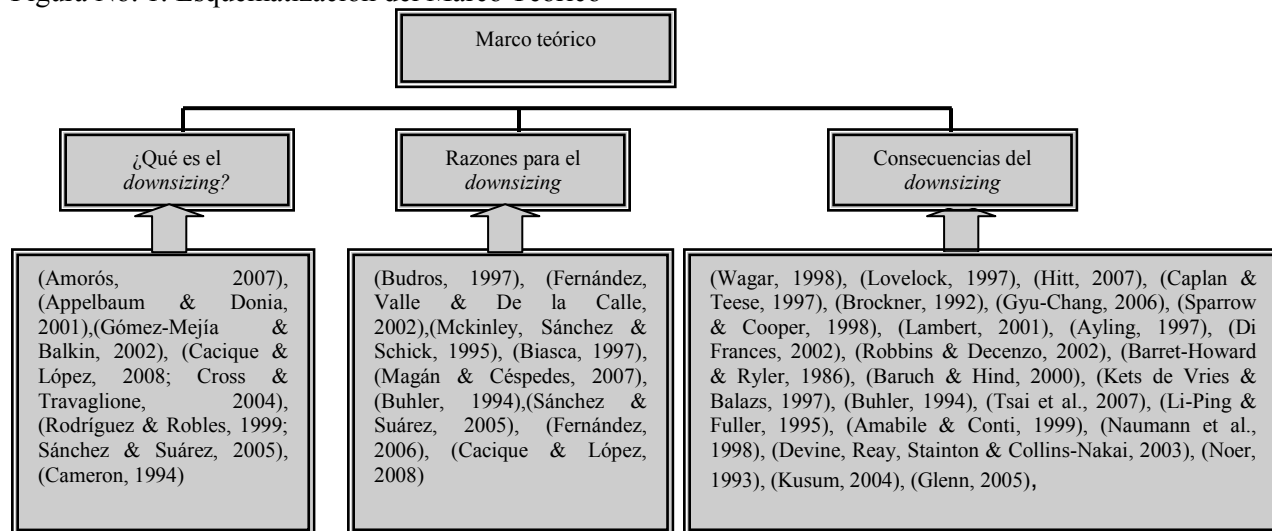 Figura No. 1: Esquematización del Marco Teórico
Marco teórico
¿Qué es el
downsizing?
Razones para el
downsizing
Consecuencias del
downsizing
(Amorós, 2007),
(Appelbaum & Donia,
2001),(Gómez-Mejía &
Balkin, 2002), (Cacique &
López, 2008; Cross &
Travaglione, 2004),
(Rodríguez & Robles, 1999;
Sánchez & Suárez, 2005),
(Cameron, 1994)
(Budros, 1997), (Fernández,
Valle & De la Calle,
2002),(Mckinley, Sánchez &
Schick, 1995), (Biasca, 1997),
(Magán & Céspedes, 2007),
(Buhler, 1994),(Sánchez &
Suárez, 2005), (Fernández,
2006), (Cacique & López,
2008)
(Wagar, 1998), (Lovelock, 1997), (Hitt, 2007), (Caplan &
Teese, 1997), (Brockner, 1992), (Gyu-Chang, 2006), (Sparrow
& Cooper, 1998), (Lambert, 2001), (Ayling, 1997), (Di
Frances, 2002), (Robbins & Decenzo, 2002), (Barret-Howard
& Ryler, 1986), (Baruch & Hind, 2000), (Kets de Vries &
Balazs, 1997), (Buhler, 1994), (Tsai et al., 2007), (Li-Ping &
Fuller, 1995), (Amabile & Conti, 1999), (Naumann et al.,
1998), (Devine, Reay, Stainton & Collins-Nakai, 2003), (Noer,
1993), (Kusum, 2004), (Glenn, 2005),